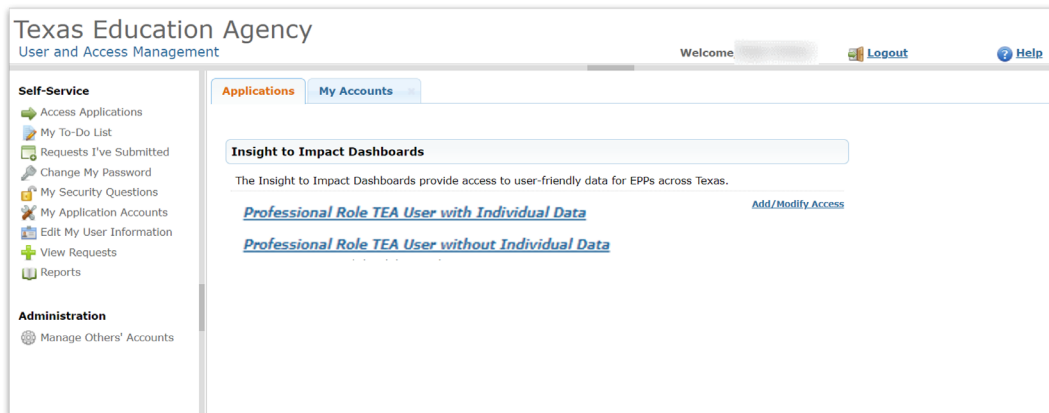 Texas Education Agency
User and Access Management
Welcome
Logout
Help
Self-Service
Access Applications
My To-Do List
Requests I've Submitted
Change My Password
My Security Questions
My Application Accounts
Edit My User Information
View Requests
Reports
Administration
Manage Others' Accounts
Applications
My Accounts
Insight to Impact Dashboards
The Insight to Impact Dashboards provide access to user-friendly data for EPPs across Texas.
Professional Role TEA User with Individual Data
Add/Modify Access
Professional Role TEA User without Individual Data